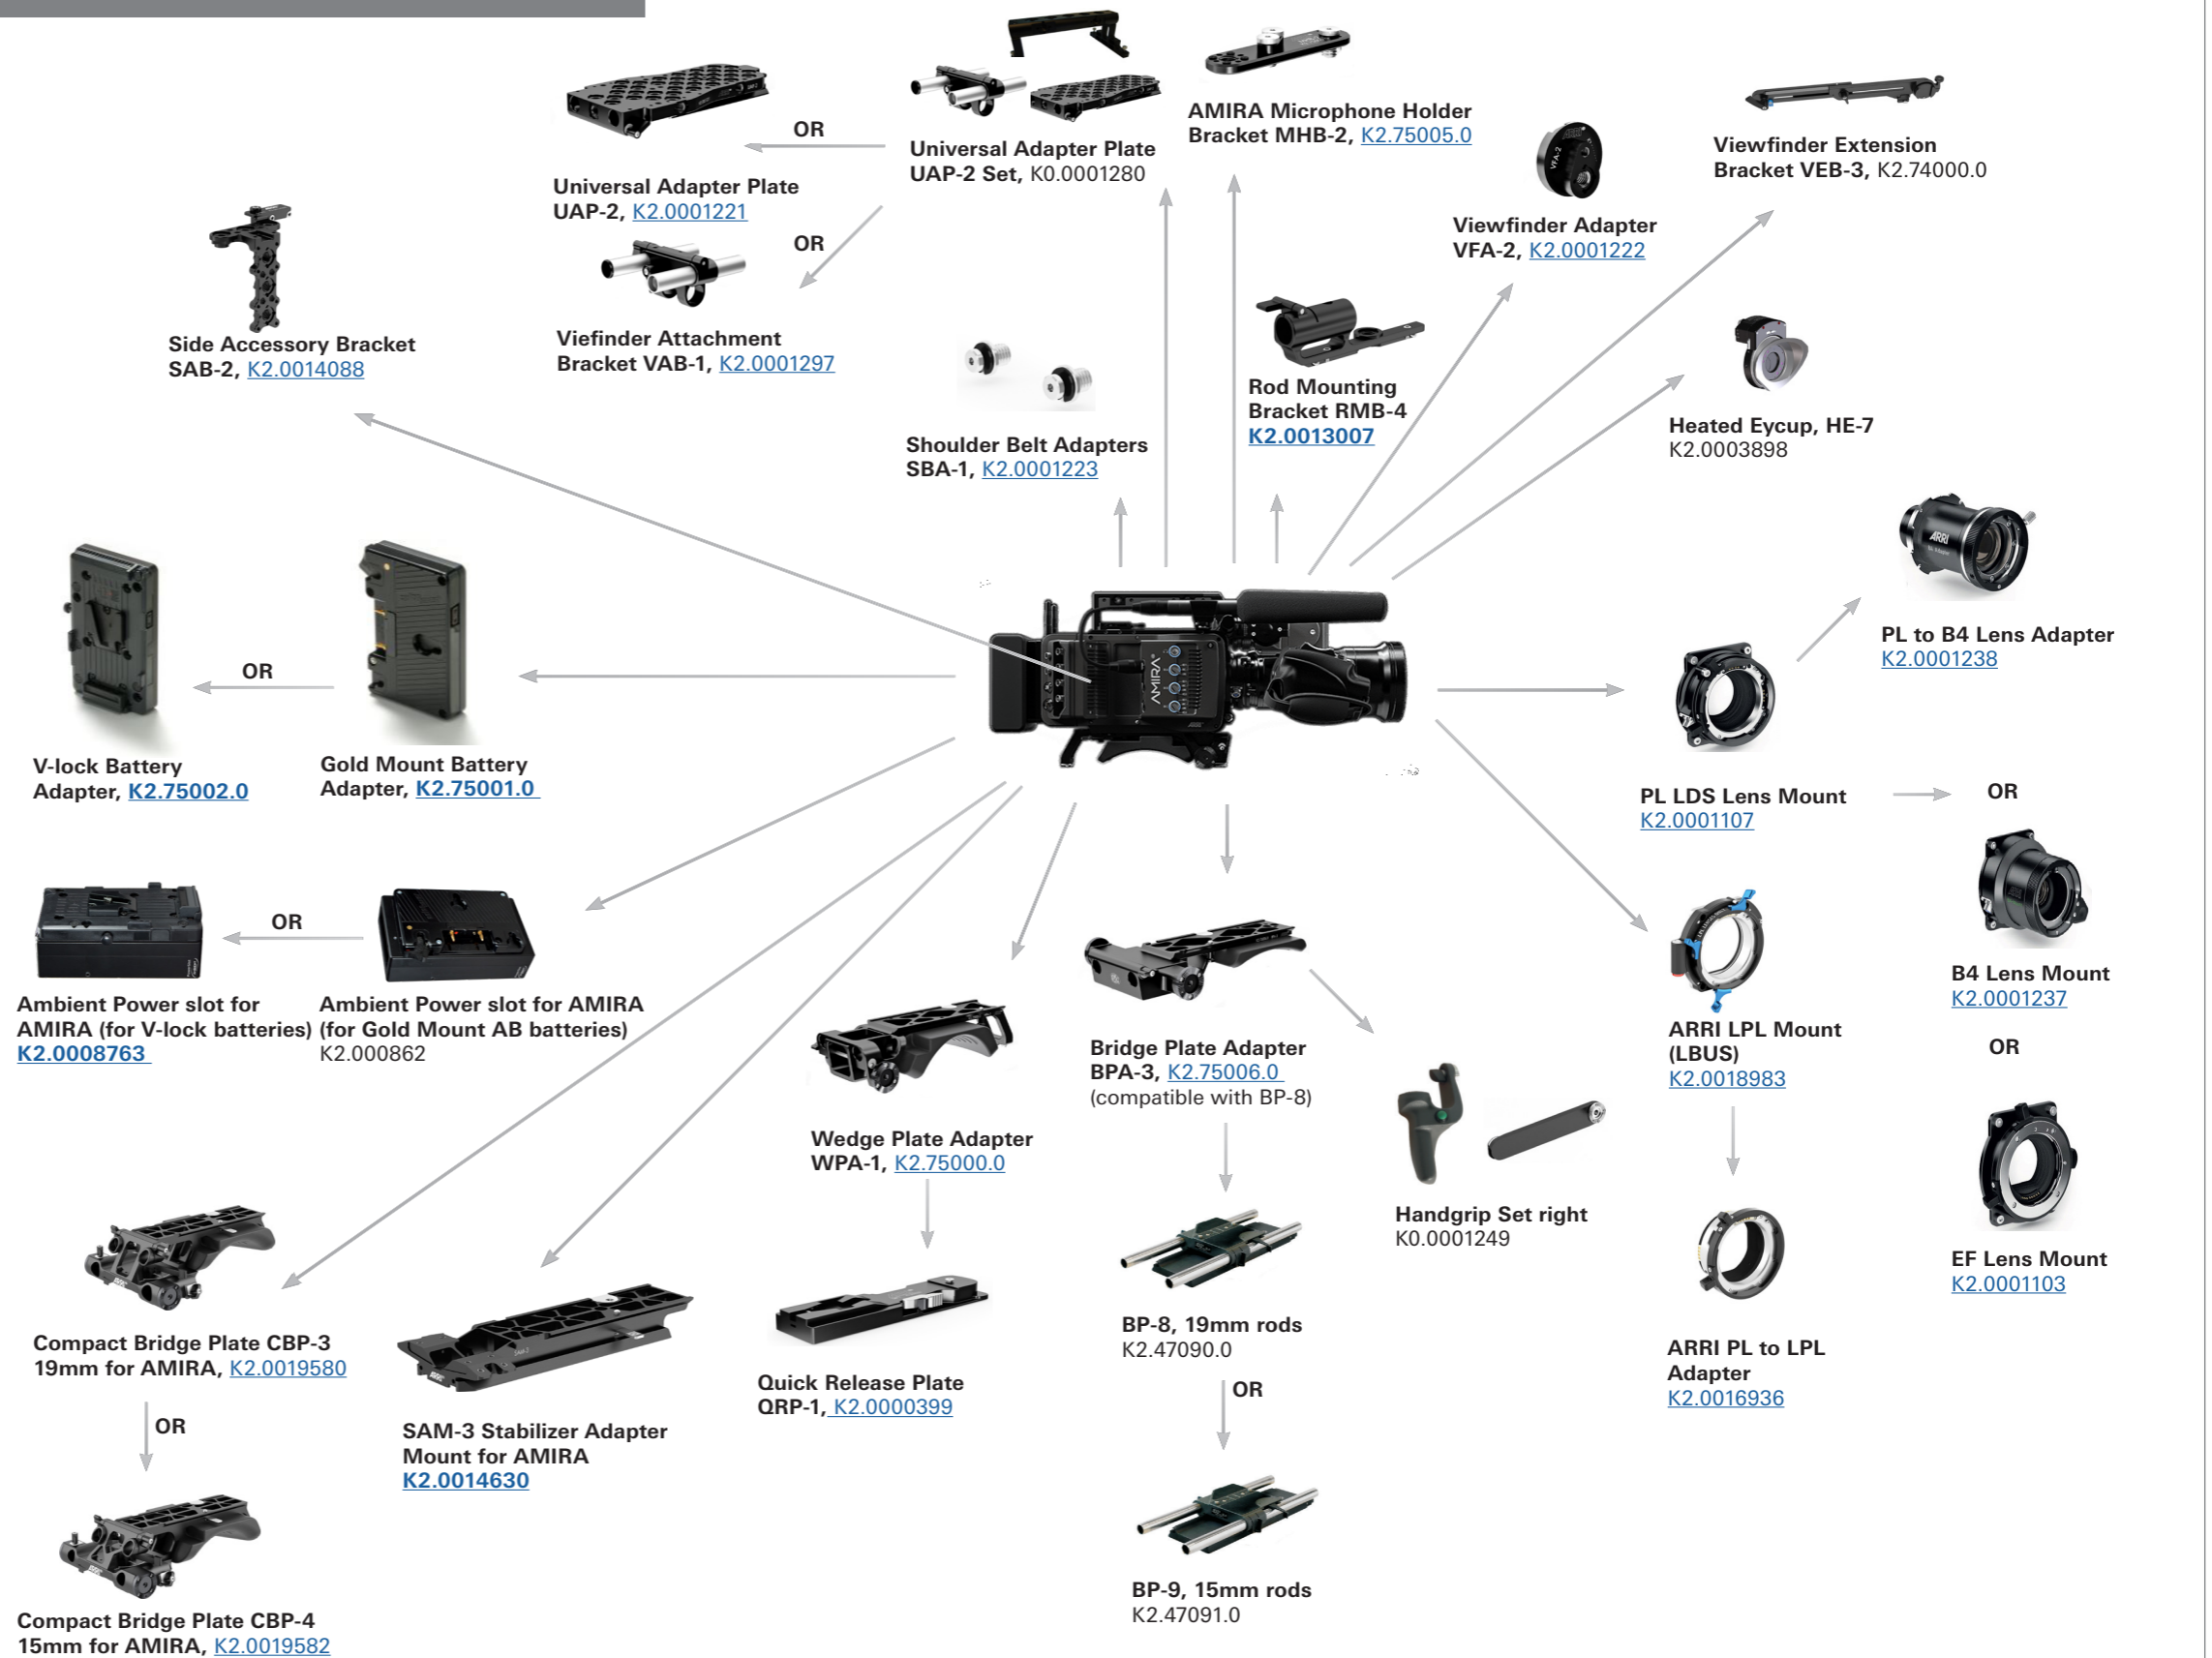 OR
Universal Adapter Plate
UAP-2, K2.0001221
Universal Adapter Plate
UAP-2 Set, K0.0001280
AMIRA Microphone Holder
Bracket MHB-2, K2.75005.0
Viewfinder Extension
Bracket VEB-3, K2.74000.0
ARRI
VFA-2
Viewfinder Adapter
VFA-2, K2.0001222
OR
Viefinder Attachment
Bracket VAB-1, K2.0001297
Side Accessory Bracket
SAB-2, K2.0014088
Shoulder Belt Adapters
SBA-1, K2.0001223
Rod Mounting
Bracket RMB-4
K2.0013007
Heated Eycup, HE-7
K2.0003898
ARRI
PL to B4 Lens Adapter
K2.0001238
AMIRA
OR
V-lock Battery
Adapter, K2.75002.0
Gold Mount Battery
Adapter, K2.75001.0
PL LDS Lens Mount
K2.0001107
OR
B4 Lens Mount
K2.0001237
OR
EF Lens Mount
K2.0001103
OR
Ambient Power slot for
AMIRA (for V-lock batteries)
K2.0008763
Ambient Power slot for AMIRA
(for Gold Mount AB batteries)
K2.000862
ARRI LPL Mount
(LBUS)
K2.0018983
ARRI PL to LPL
Adapter
K2.0016936
Bridge Plate Adapter
BPA-3, K2.75006.0
(compatible with BP-8)
Wedge Plate Adapter
WPA-1, K2.75000.0
Handgrip Set right
K0.0001249
BP-8, 19mm rods
K2.47090.0
OR
BP-9, 15mm rods
K2.47091.0
Quick Release Plate
QRP-1, K2.0000399
SAM-3 Stabilizer Adapter
Mount for AMIRA
K2.0014630
Compact Bridge Plate CBP-3
19mm for AMIRA, K2.0019580
OR
Compact Bridge Plate CBP-4
15mm for AMIRA, K2.0019582